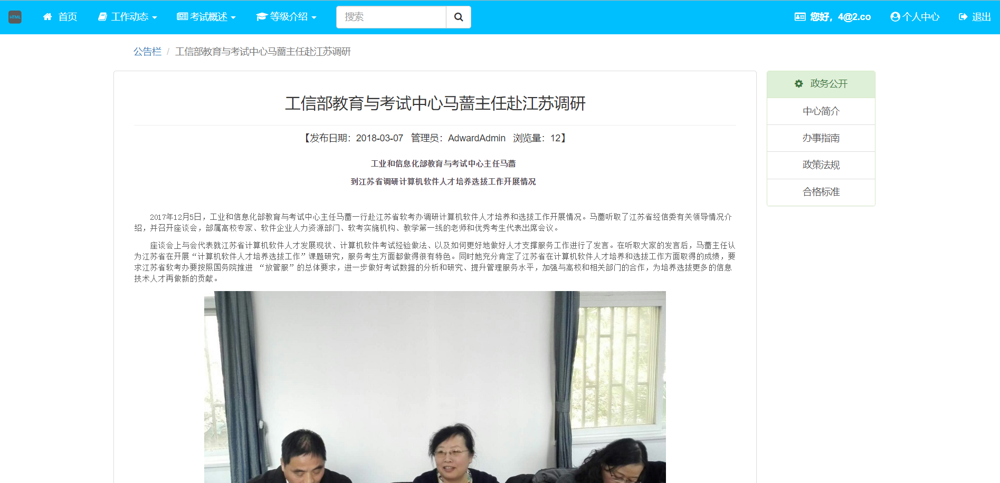 HTML 首页 工作动态 考试概述 等级介绍 搜索 您好，4@2.co 个人中心 退出
公告栏 / 工信部教育与考试中心马蔷主任赴江苏调研
工信部教育与考试中心马蔷主任赴江苏调研
【发布日期：2018-03-07 管理员：AdwardAdmin 浏览量：12】
工业和信息化部教育与考试中心主任马蔷
到江苏省调研计算机软件人才培养选拔工作开展情况
2017年12月5日，工业和信息化部教育与考试中心主任马蔷一行赴江苏省软考办调研计算机软件人才培养和选拔工作开展情况。马蔷听取了江苏省经信委有关领导情况介
绍，并召开座谈会，部属高校专家、软件企业人力资源部门、软考实施机构、教学第一线的老师和优秀考生代表出席会议。
座谈会上与会代表就江苏省计算机软件人才发展现状、计算机软件考试经验做法、以及如何更好地做好人才支撑服务工作进行了发言。在听取大家的发言后，马蔷主任认
为江苏省在开展“计算机软件人才培养选拔工作”课题研究，服务考生方面都做得很有特色。同时她充分肯定了江苏省在计算机软件人才培养和选拔工作方面取得的成绩，要
求江苏省软考办要按照国务院推进 “放管服”的总体要求，进一步做好考试数据的分析和研究、提升管理服务水平，加强与高校和相关部门的合作，为培养选拔更多的信息
技术人才再做新的贡献。
政务公开
中心简介
办事指南
政策法规
合格标准